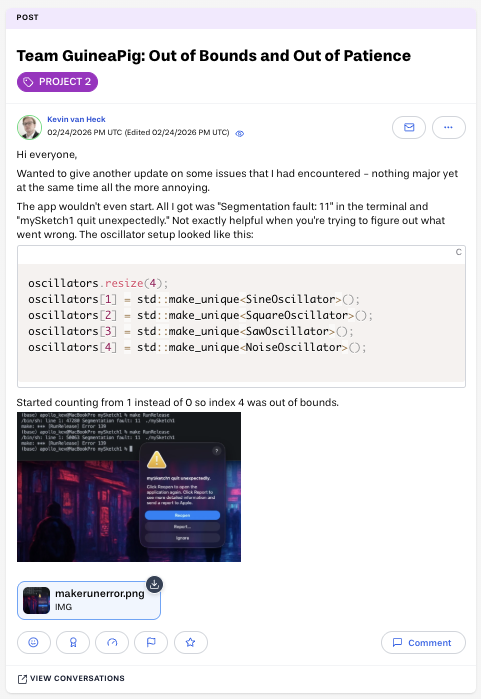 POST
Team GuineaPig: Out of Bounds and Out of Patience
PROJECT 2
Kevin van Heck
02/24/2026 PM UTC (Edited 02/24/2026 PM UTC)
Hi everyone,
Wanted to give another update on some issues that I had encountered – nothing major yet
at the same time all the more annoying.
The app wouldn't even start. All I got was "Segmentation fault: 11" in the terminal and
"mySketch1 quit unexpectedly." Not exactly helpful when you're trying to figure out what
went wrong. The oscillator setup looked like this:
C
oscillators.resize(4);
oscillators[1] = std::make_unique<SineOscillator>();
oscillators[2] = std::make_unique<SquareOscillator>();
oscillators[3] = std::make_unique<SawOscillator>();
oscillators[4] = std::make_unique<NoiseOscillator>();
Started counting from 1 instead of 0 so index 4 was out of bounds.
(base) apollo_kev@MacBookPro mySketch1 % make RunRelease
/bin/sh: line 1: 47280 Segmentation fault: 11 ./mySketch1
make: *** [RunRelease] Error 139
(base) apollo_kev@MacBookPro mySketch1 % make RunRelease
/bin/sh: line 1: 50063 Segmentation fault: 11 ./mySketch1
make: *** [RunRelease] Error 139
(base) apollo_kev@MacBookPro mySketch1 %
?
mySketch1 quit unexpectedly.
Click Reopen to open the
application again. Click Report to
see more detailed information and
send a report to Apple.
Reopen
Report...
Ignore
makerunerror.png
IMG
Comment
VIEW CONVERSATIONS